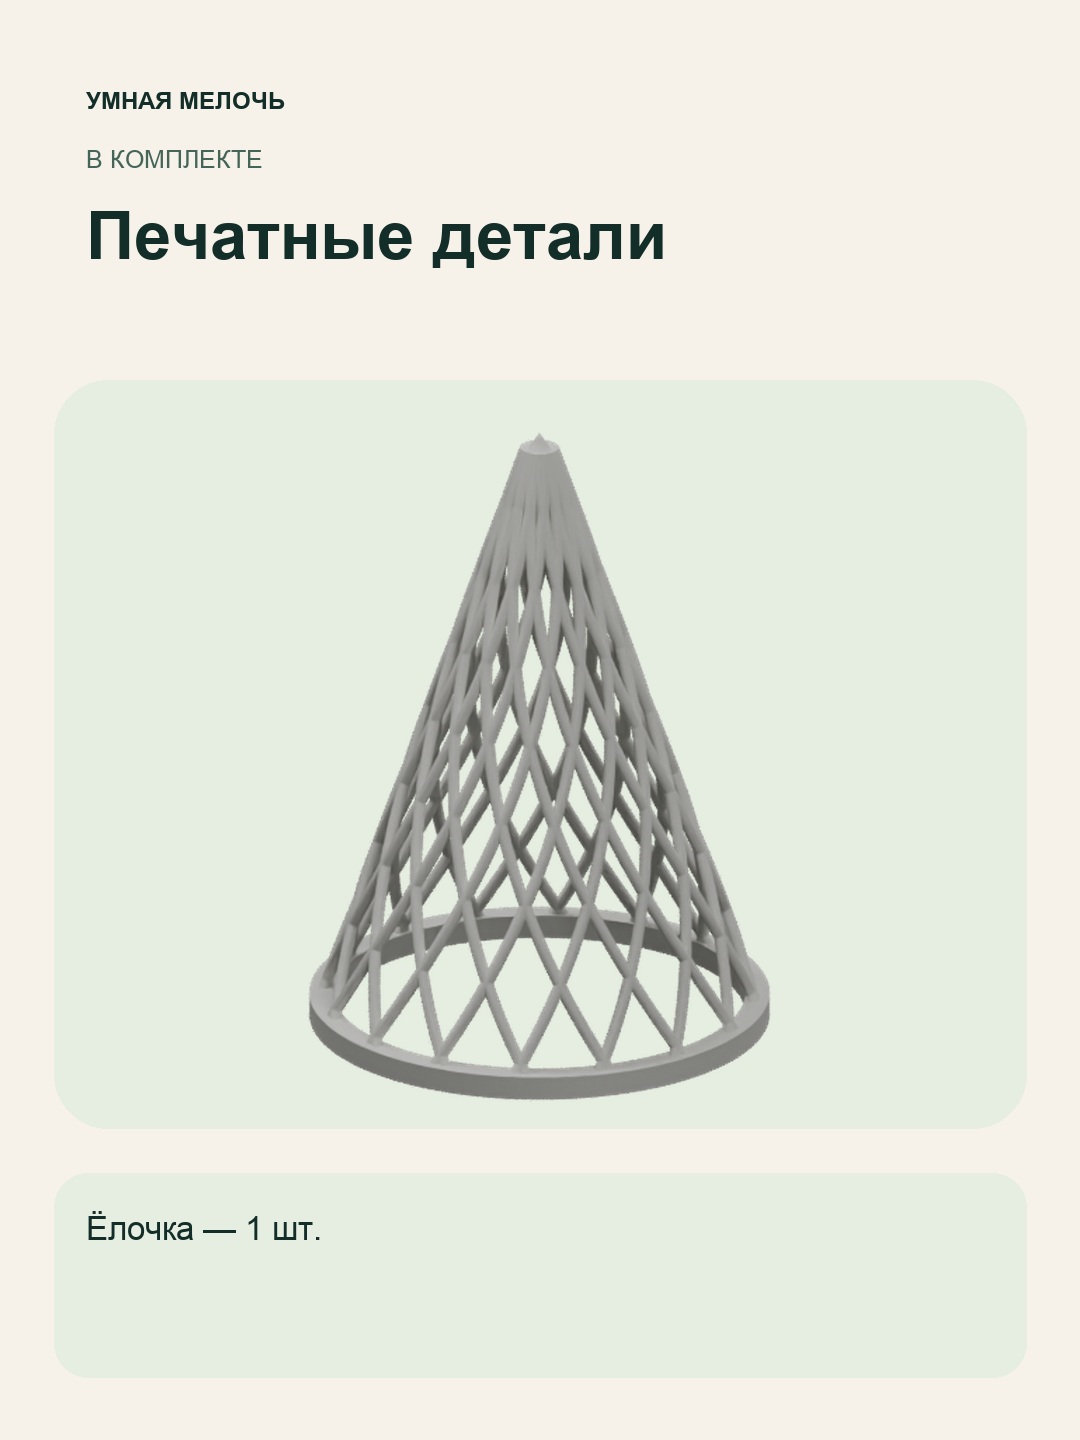 УМНАЯ МЕЛОЧЬ
В КОМПЛЕКТЕ
Печатные детали
Ёлочка — 1 шт.